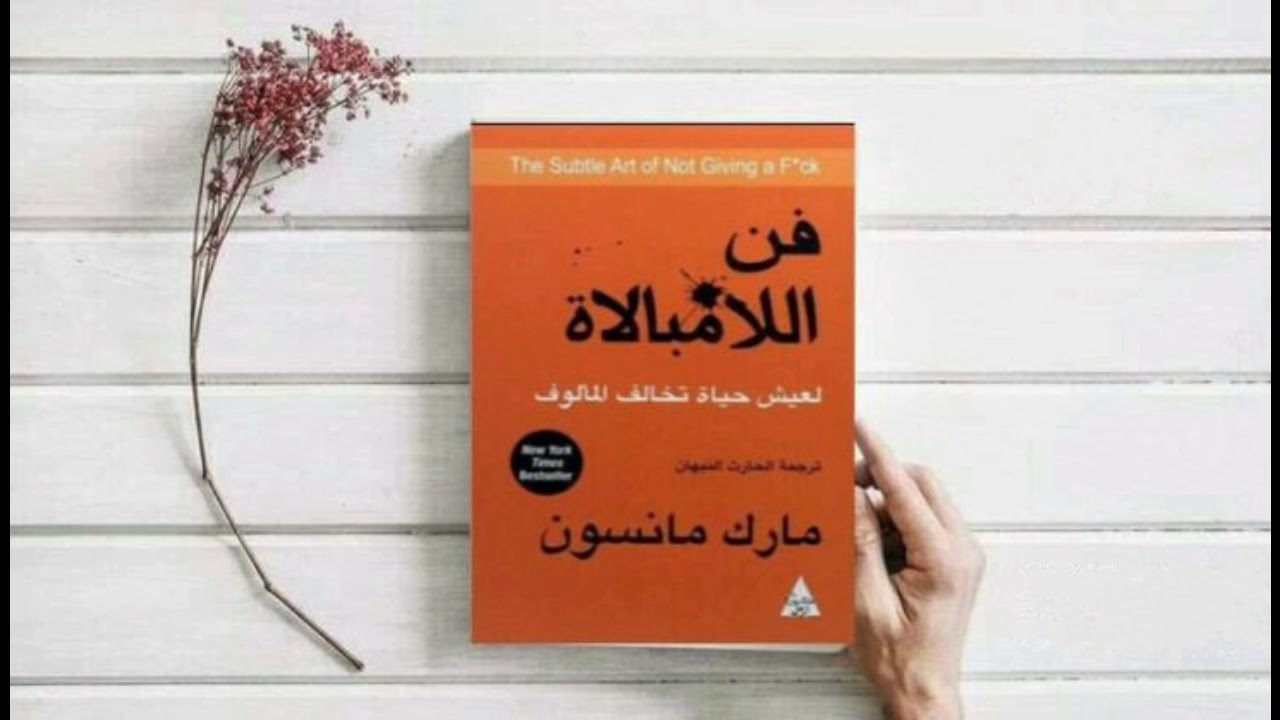 The Subtle Art of Not Giving a F*ck
فن
اللامبالاة
لعيش حياة تخالف المألوف
New York
Times
Bestseller
ترجمة الحارث النبهان
مارك مانسون